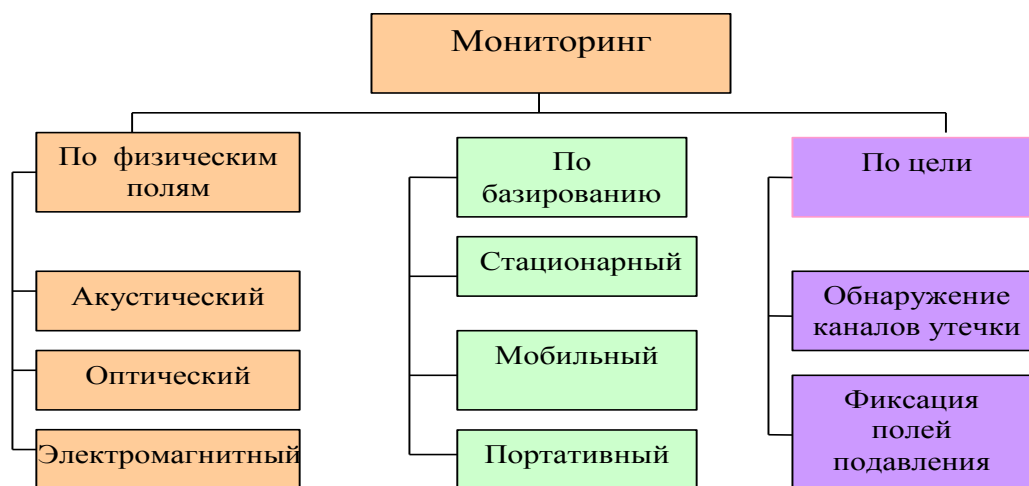 Мониторинг
По физическим
полям
Акустический
Оптический
Электромагнитный
По
базированию
Стационарный
Мобильный
Портативный
По цели
Обнаружение
каналов утечки
Фиксация
полей
подавления